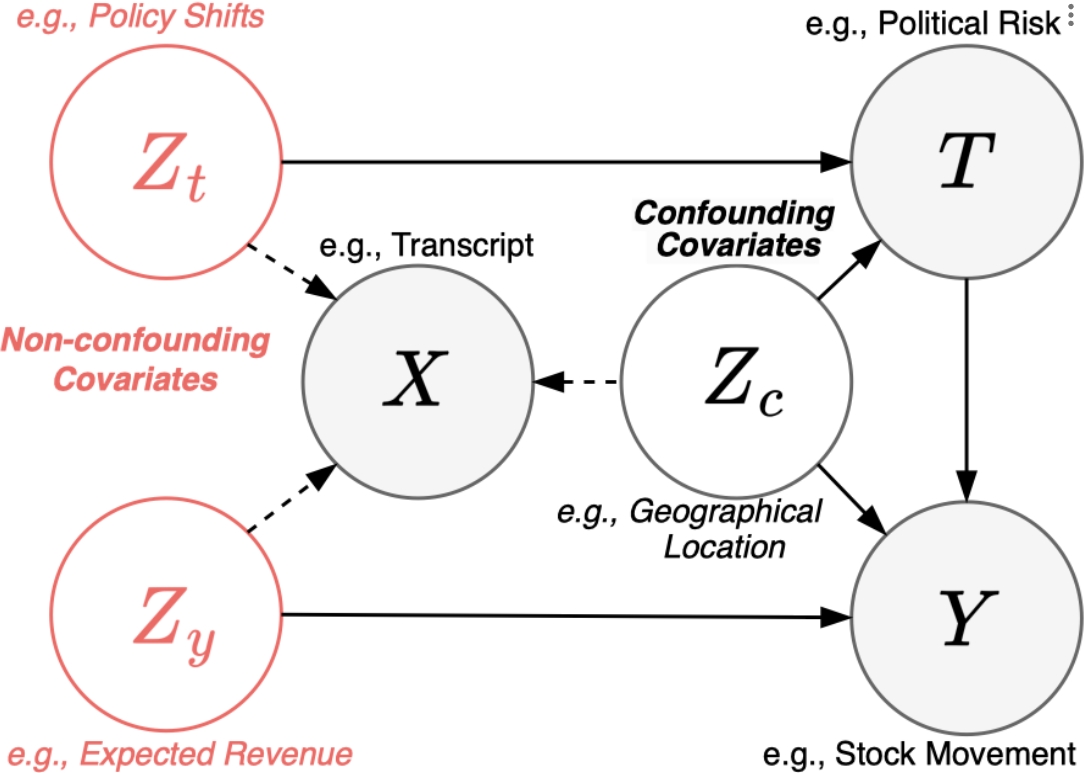 e.g., Policy Shifts
e.g., Political Risk
Z_t
T
Confounding
Covariates
e.g., Transcript
Non-confounding
Covariates
X
Z_c
e.g., Geographical
Location
Z_y
Y
e.g., Expected Revenue
e.g., Stock Movement